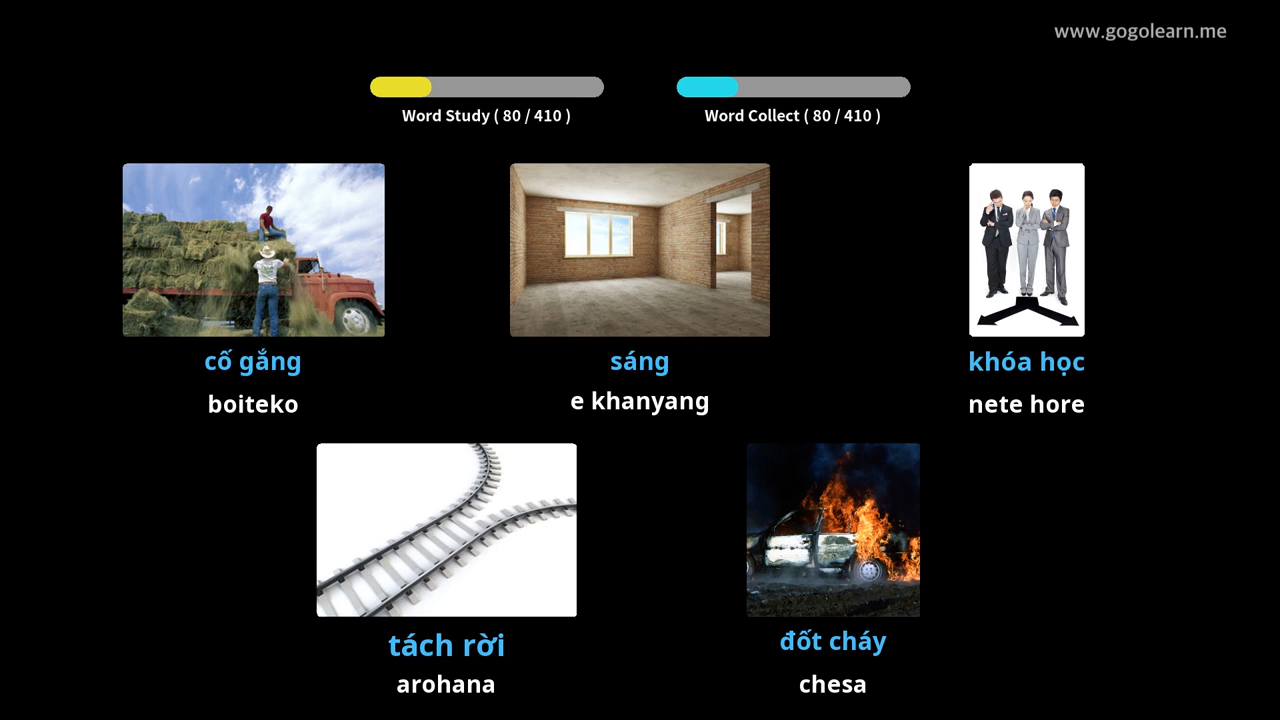 www.gogolearn.me
Word Study ( 80 / 410 )
Word Collect ( 80 / 410 )
cố gắng
boiteko
sáng
e khanyang
khóa học
nete hore
tách rời
arohana
đốt cháy
chesa